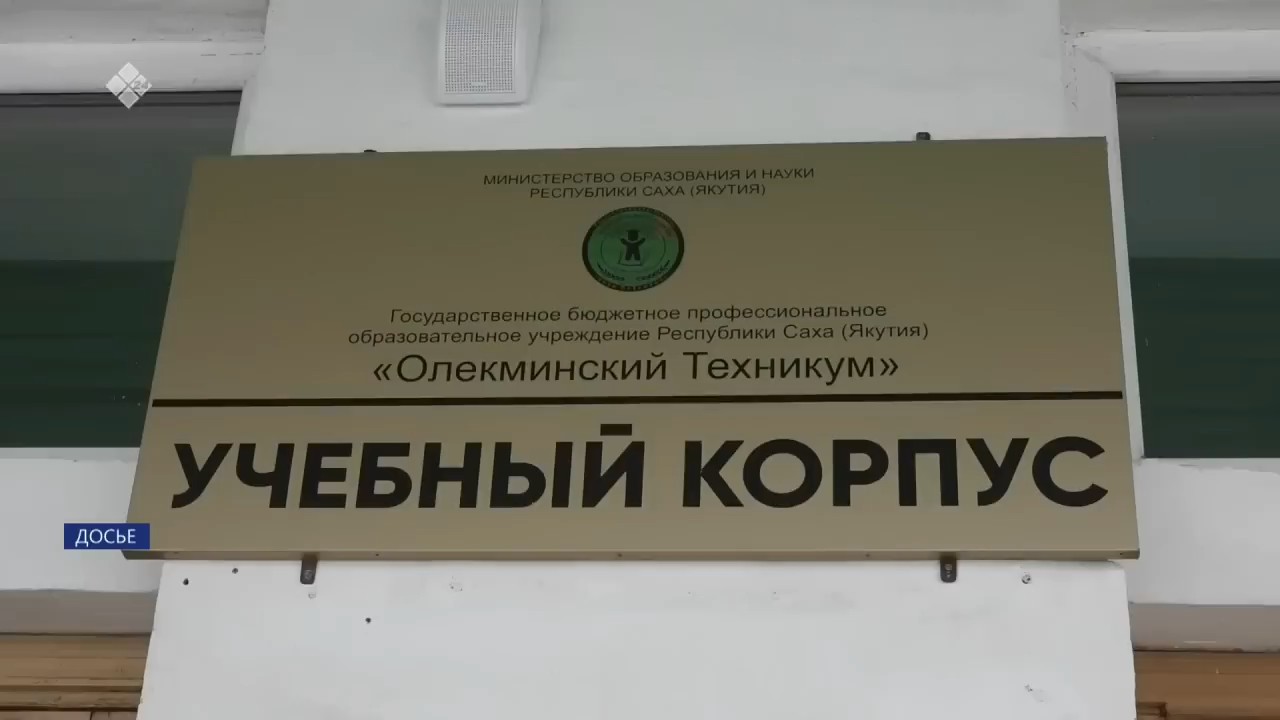 24
МИНИСТЕРСТВО ОБРАЗОВАНИЯ И НАУКИ
РЕСПУБЛИКИ САХА (ЯКУТИЯ)
Государственное бюджетное профессиональное
образовательное учреждение Республики Саха (Якутия)
«Олекминский Техникум»
УЧЕБНЫЙ КОРПУС
ДОСЬЕ